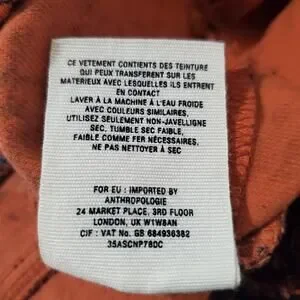 CE VETEMENT CONTIENTS DES TEINTURE
QUI PEUX TRANSFERENT SUR LES
MATERIEUX AVEC LESQUELLES ILS ENTRENT
EN CONTACT
LAVER À LA MACHINE À L'EAU FROIDE
AVEC COULEURS SIMILAIRES,
UTILISEZ SEULEMENT NON-JAVELLIGNE
SEC, TUMBLE SEC FAIBLE,
FAIBLE COMME FER NÉCESSAIRES,
NE PAS NETTOYER À SEC
FOR EU : IMPORTED BY
ANTHROPOLOGIE
24 MARKET PLACE, 3RD FLOOR
LONDON, UK W1W8AN
CIF : VAT No. GB 684936382
35ASCNP78DC